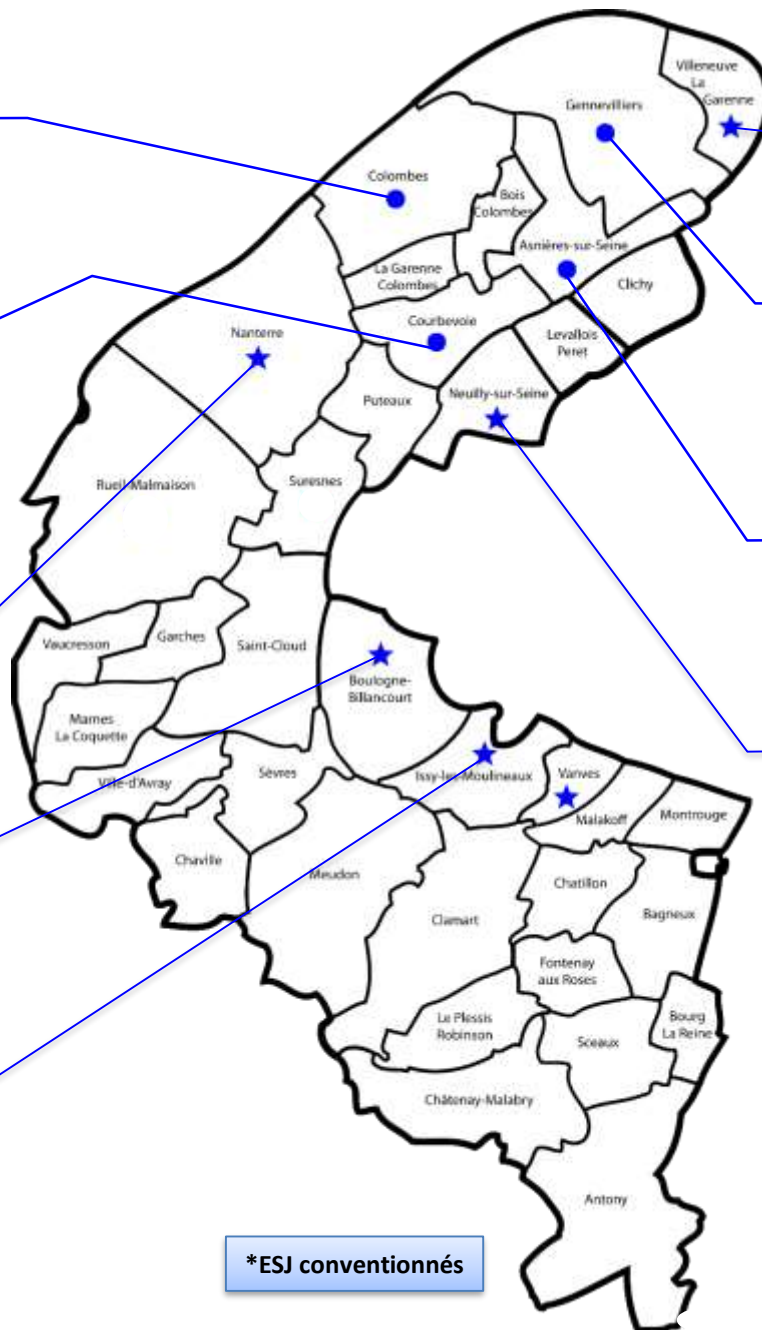 Villeneuve
La
Garenne
Gennevilliers
Colombes
Bois
Colombes
Asnières-sur-Seine
La Garenne
Colombes
Clichy
Courbevoie
Nanterre
Levallois
Peret
Neuilly-sur-Seine
Puteaux
Rueil-Malmaison
Suresnes
Vaucresson
Garches
Saint-Cloud
Boulogne-
Billancourt
Marnes
La Coquette
Ville-d'Avray
Sèvres
Issy-les-Moulineaux
Vanves
Malakoff
Montrouge
Chaville
Meudon
Chatillon
Clamart
Bagneux
Fontenay
aux Roses
Le Plessis
Robinson
Sceaux
Bourg
La Reine
Châtenay-Malabry
Antony
*ESJ conventionnés